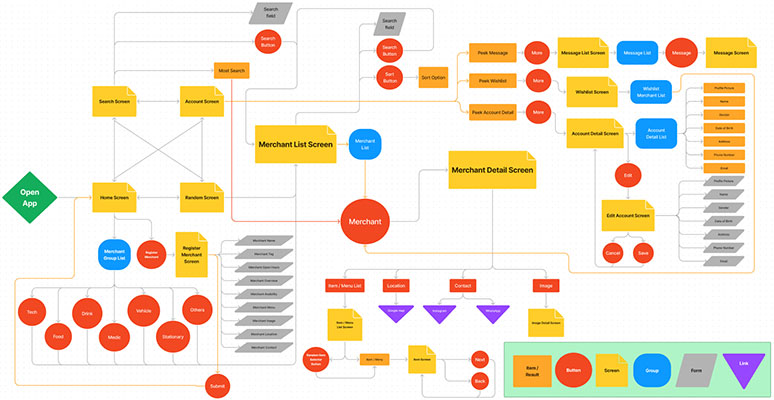 Search
field
Search
Button
Most Search
Search Screen
Account Screen
Open
App
Home Screen
Random Screen
Search
field
Search
Button
Sort
Button
Sort Option
Merchant List Screen
Merchant
List
Merchant
Merchant Detail Screen
Peek Message
More
Message List Screen
Message List
Message
Message Screen
Peek Wishlist
More
Wishlist Screen
Wishlist
Merchant List
Peek Account Detail
More
Account Detail Screen
Account
Detail List
Profile Picture
Name
Gender
Date of Birth
Address
Phone Number
Email
Edit
Edit Account Screen
Cancel
Save
Profile Picture
Name
Gender
Date of Birth
Address
Phone Number
Email
Merchant
Group List
Register
Merchant
Register
Merchant
Screen
Merchant Name
Merchant Tag
Merchant Open Hours
Merchant Overview
Merchant Menu
Merchant Image
Merchant Location
Merchant Contact
Tech
Food
Drink
Medic
Vehicle
Stationary
Others
Submit
Item / Menu List
Location
Contact
Image
Google Map
Instagram
WhatsApp
Item / Menu
List Screen
Image Detail Screen
Button
Item / Menu
Item Screen
Next
Back
Item /
Result
Button
Screen
Group
Form
Link